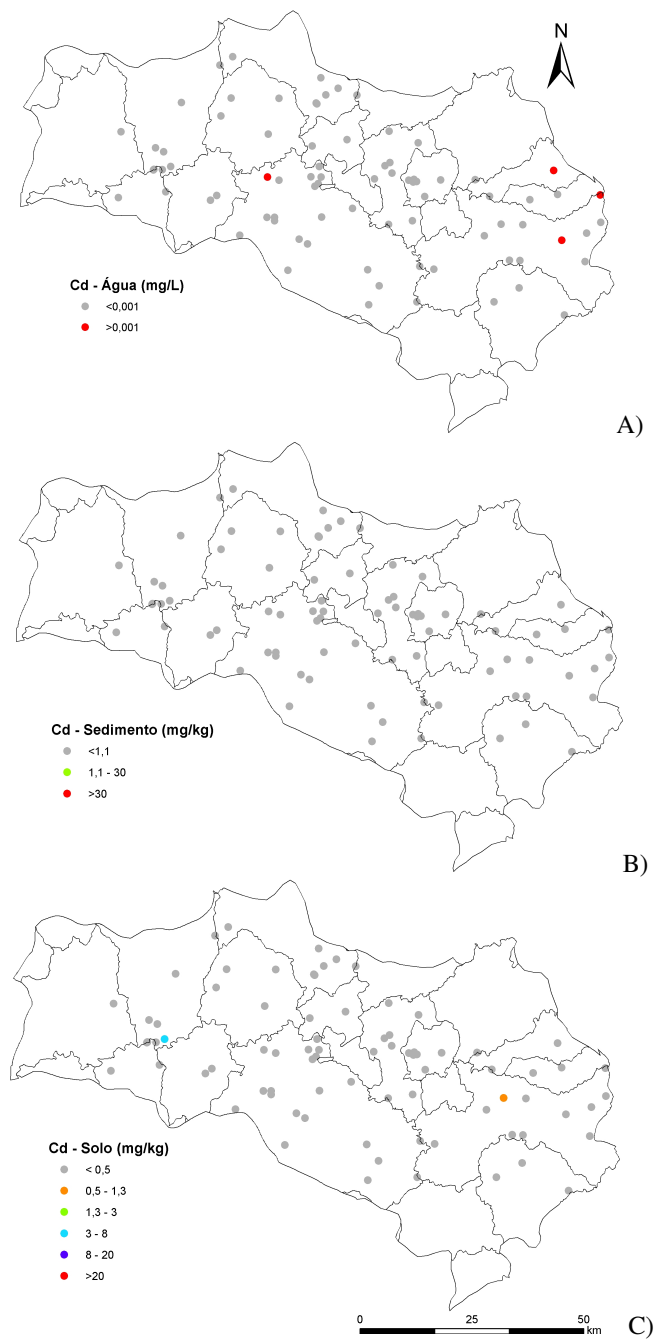 N
Cd - Água (mg/L)
<0,001
>0,001
A)
Cd - Sedimento (mg/kg)
<1,1
1,1 - 30
>30
B)
Cd - Solo (mg/kg)
< 0,5
0,5 - 1,3
1,3 - 3
3 - 8
8 - 20
>20
0 25 50
km
C)